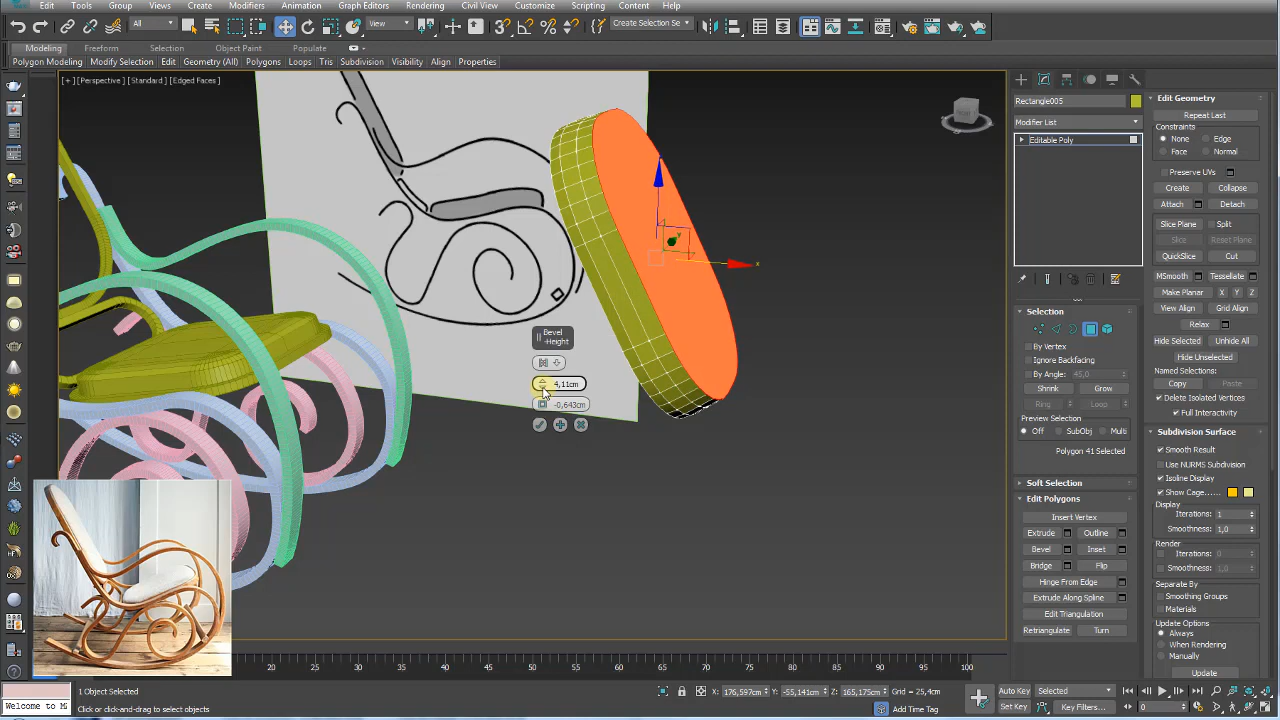 Edit Tools Group Views Create Modifiers Animation Graph Editors Rendering Civil View Customize Scripting Content Help
All View Create Selection Se
Modeling Freeform Selection Object Paint Populate
Polygon Modeling Modify Selection Edit Geometry (All) Polygons Loops Tris Subdivision Visibility Align Properties
[+] [Perspective] [Standard] [Edged Faces]
Rectangle005
Modifier List
Editable Poly
Edit Geometry
Repeat Last
Constraints
None Edge
Face Normal
Preserve UVs
Create Collapse
Attach Detach
Slice Plane Split
Slice Reset Plane
QuickSlice Cut
MSmooth Tessellate
Make Planar X Y Z
View Align Grid Align
Relax
Hide Selected Unhide All
Hide Unselected
Named Selections:
Copy Paste
Delete Isolated Vertices
Full Interactivity
Selection
By Vertex
Ignore Backfacing
By Angle: 45,0
Shrink Grow
Ring Loop
Preview Selection
Off SubObj Multi
Polygon 41 Selected
Soft Selection
Edit Polygons
Insert Vertex
Extrude Outline
Bevel Inset
Bridge Flip
Hinge From Edge
Extrude Along Spline
Edit Triangulation
Retriangulate Turn
Subdivision Surface
Smooth Result
Use NURMS Subdivision
Isoline Display
Show Cage......
Display
Iterations: 1
Smoothness: 1,0
Render
Iterations: 0
Smoothness: 1,0
Separate By
Smoothing Groups
Materials
Update Options
Always
When Rendering
Manually
Update
Bevel
-Height
4,11cm
-0,643cm
20 25 30 35 40 45 50 55 60 65 70 75 80 85 90 95 100
1 Object Selected
X: 176,597cm Y: -55,141cm Z: 165,175cm Grid = 25,4cm
Auto Key Selected
Welcome to M
Click or click-and-drag to select objects
Add Time Tag
Set Key Key Filters... 0